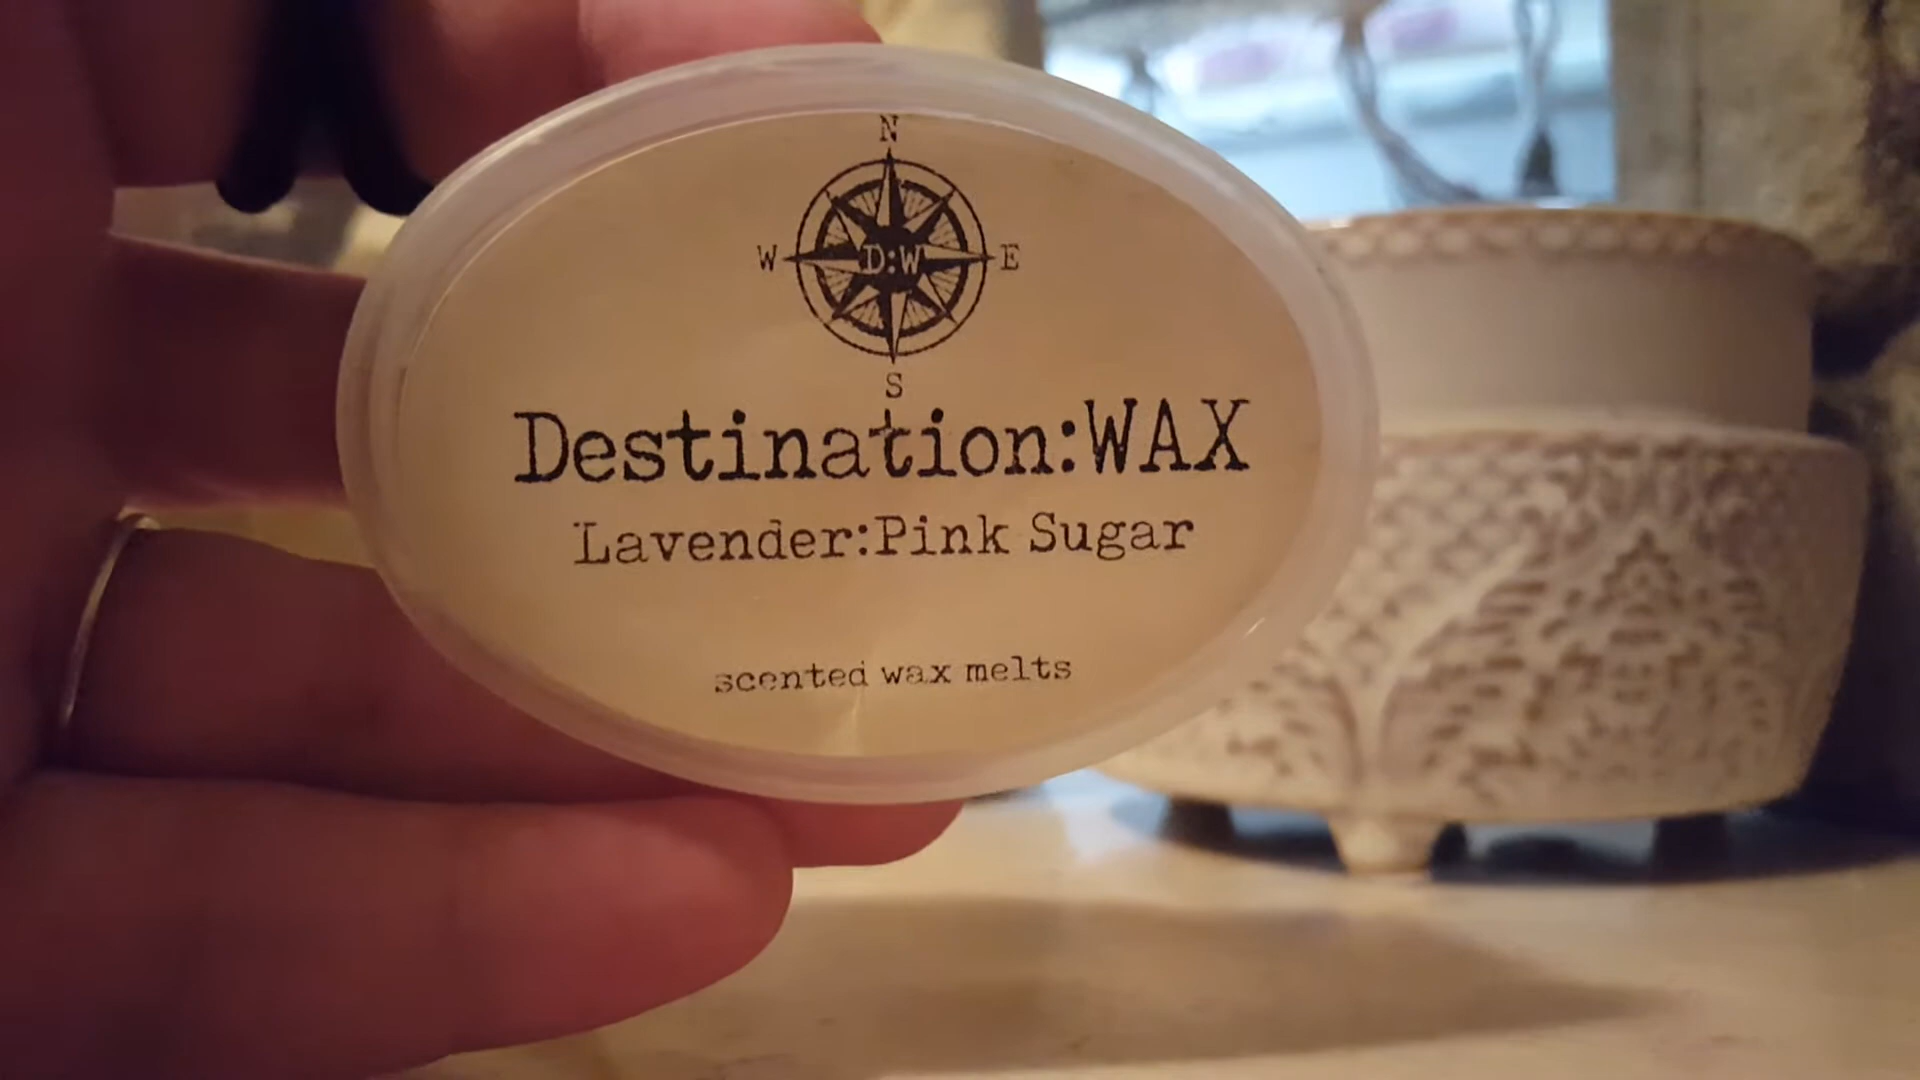 N
W D:W E
S
Destination:WAX
Lavender:Pink Sugar
scented wax melts